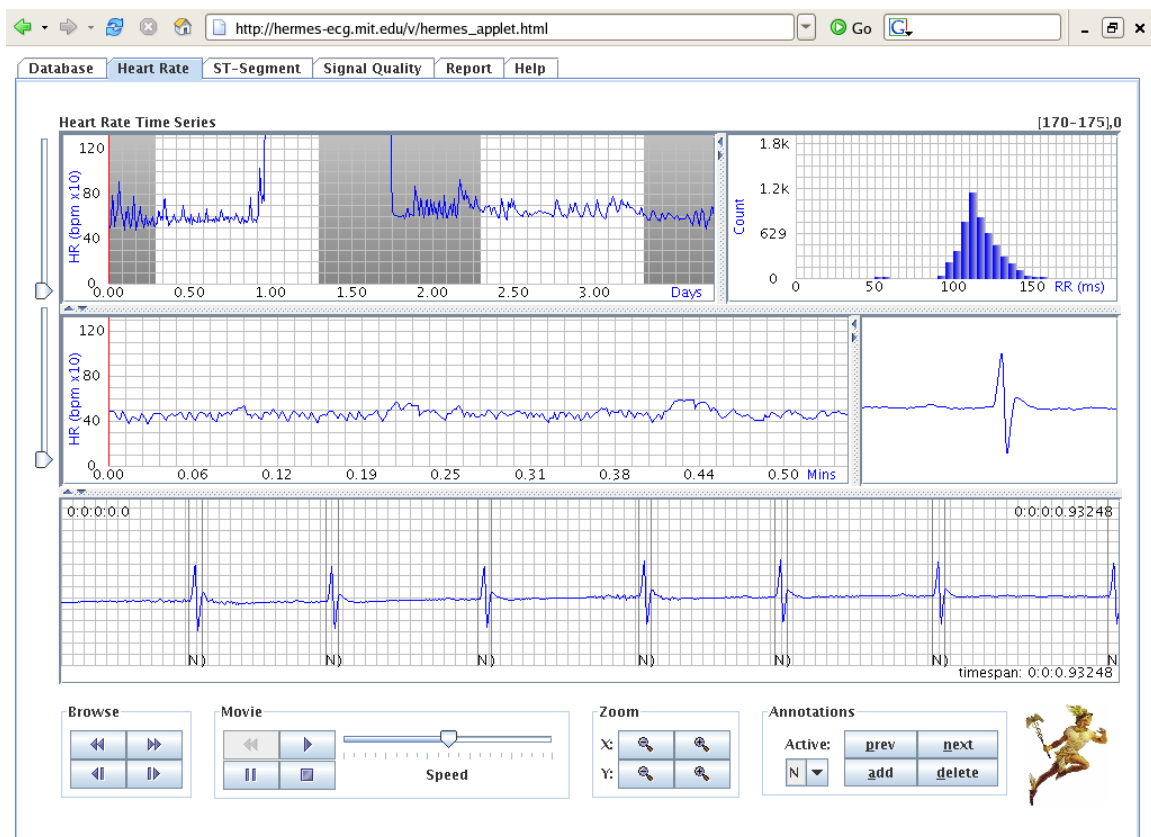 http://hermes-ecg.mit.edu/v/hermes_applet.html Go G
Database Heart Rate ST-Segment Signal Quality Report Help
Heart Rate Time Series [170-175],0
HR (bpm x10)
120
80
40
0
0.00 0.50 1.00 1.50 2.00 2.50 3.00 Days
Count
1.8k
1.2k
629
0
0 50 100 150 RR (ms)
HR (bpm x10)
120
80
40
0
0.00 0.06 0.12 0.19 0.25 0.31 0.38 0.44 0.50 Mins
0:0:0:0.0 0:0:0:0.93248
N) N) N) N) N) N) N
timespan: 0:0:0.93248
Browse Movie Zoom Annotations
X: Active: prev next
Speed Y: N add delete